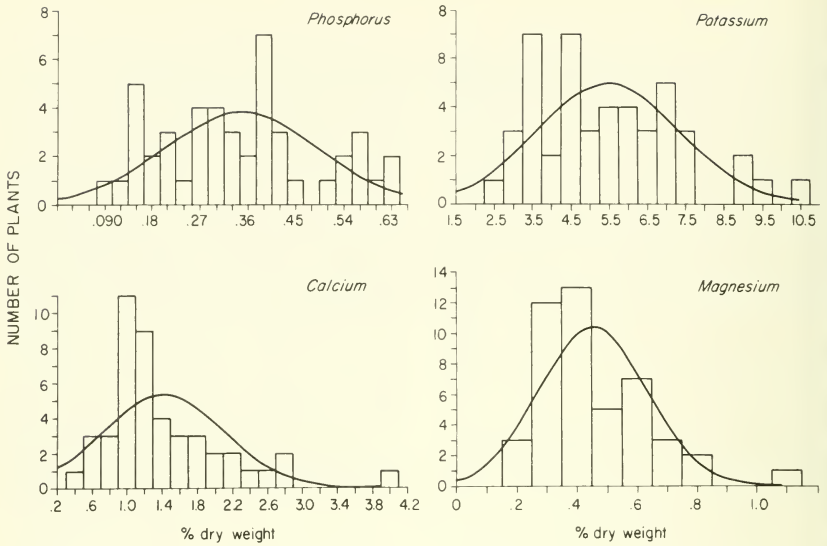 Phosphorus
8
6
4
2
0
.090 .18 .27 .36 .45 .54 .63
Potassium
8
6
4
2
0
1.5 2.5 3.5 4.5 5.5 6.5 7.5 8.5 9.5 10.5
NUMBER OF PLANTS
Calcium
10
8
6
4
2
0
.2 .6 1.0 1.4 1.8 2.2 2.6 3.0 3.4 3.8 4.2
% dry weight
Magnesium
14
12
10
8
6
4
2
0
0 .2 .4 .6 .8 1.0
% dry weight